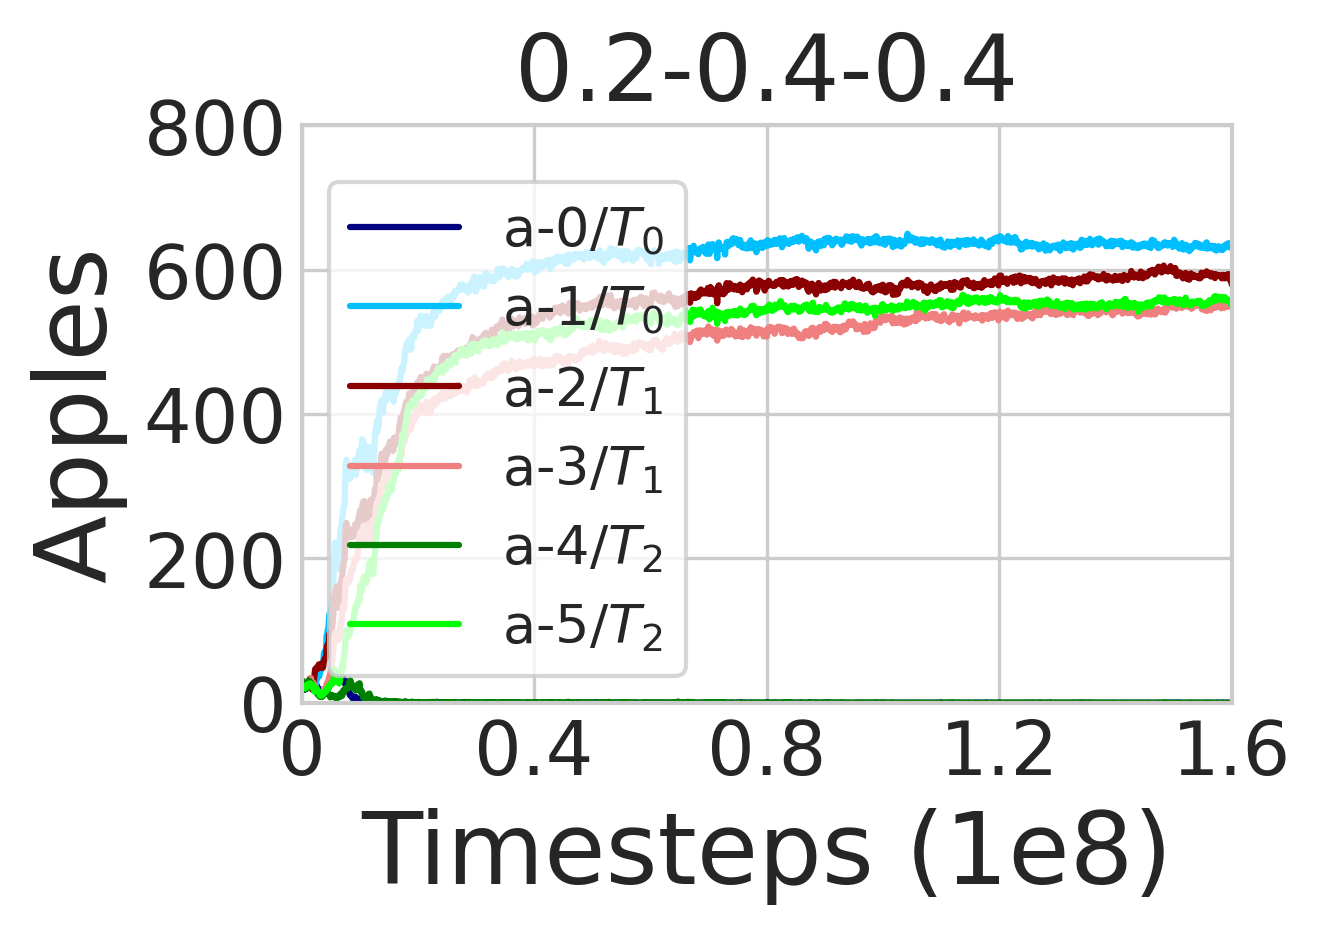 0.2-0.4-0.4
800
600
400
200
0
Apples
a-0/T₀
a-1/T₀
a-2/T₁
a-3/T₁
a-4/T₂
a-5/T₂
0 0.4 0.8 1.2 1.6
Timesteps (1e8)